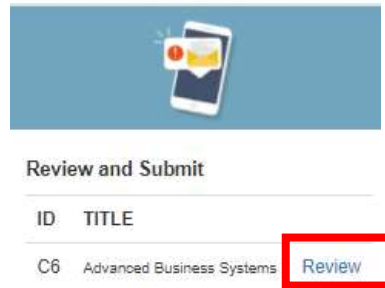 Review and Submit
ID TITLE
C6 Advanced Business Systems Review